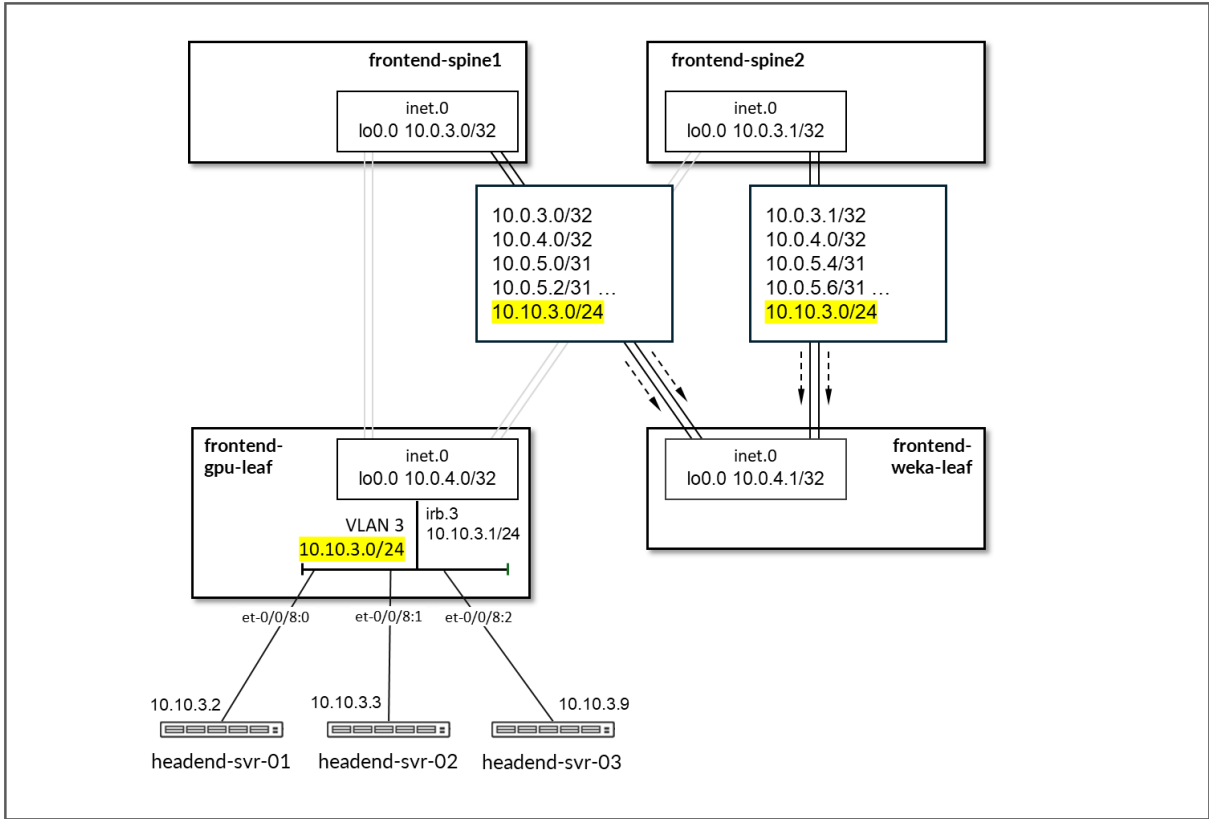 frontend-spine1
inet.0
lo0.0 10.0.3.0/32
frontend-spine2
inet.0
lo0.0 10.0.3.1/32
10.0.3.0/32
10.0.4.0/32
10.0.5.0/31
10.0.5.2/31 ...
10.10.3.0/24
10.0.3.1/32
10.0.4.0/32
10.0.5.4/31
10.0.5.6/31 ...
10.10.3.0/24
frontend-
gpu-leaf
inet.0
lo0.0 10.0.4.0/32
VLAN 3
10.10.3.0/24
irb.3
10.10.3.1/24
inet.0
lo0.0 10.0.4.1/32
frontend-
weka-leaf
et-0/0/8:0
et-0/0/8:1
et-0/0/8:2
10.10.3.2
10.10.3.3
10.10.3.9
headend-svr-01
headend-svr-02
headend-svr-03